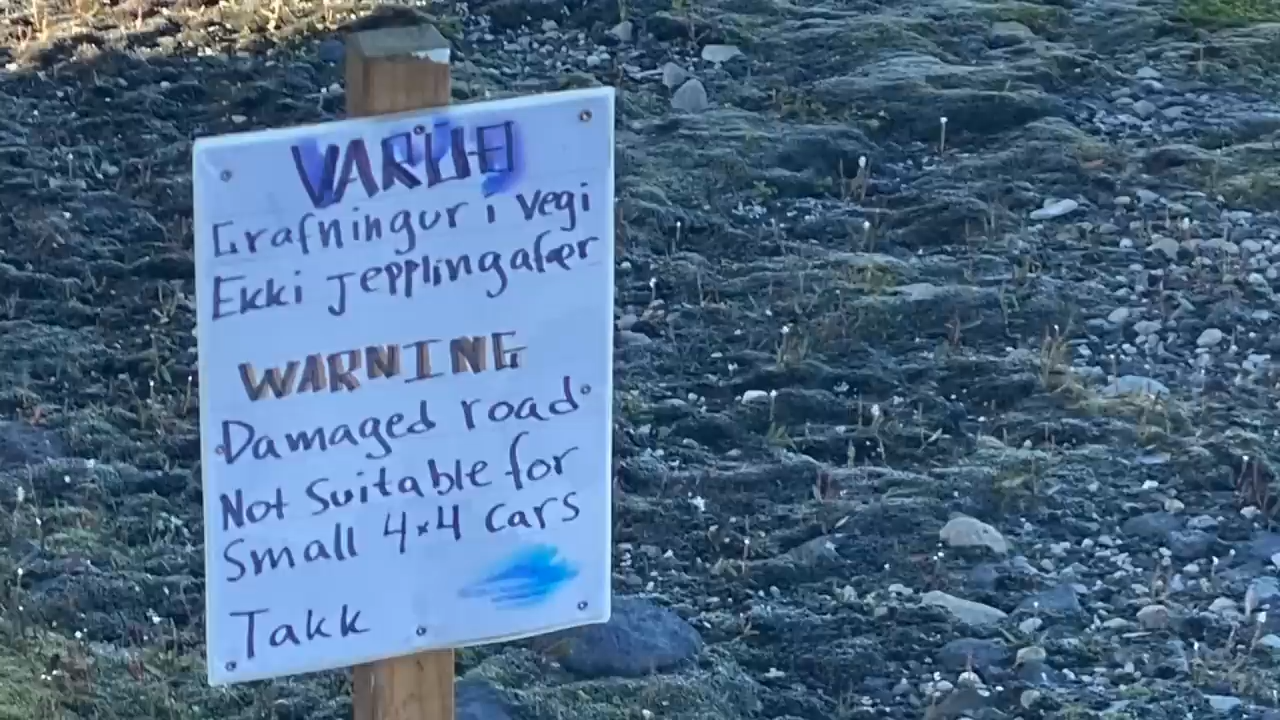 VARÚÐ
Grafningur í vegi
Ekki jepplingafær
WARNING
Damaged road
Not Suitable for
Small 4x4 cars
Takk